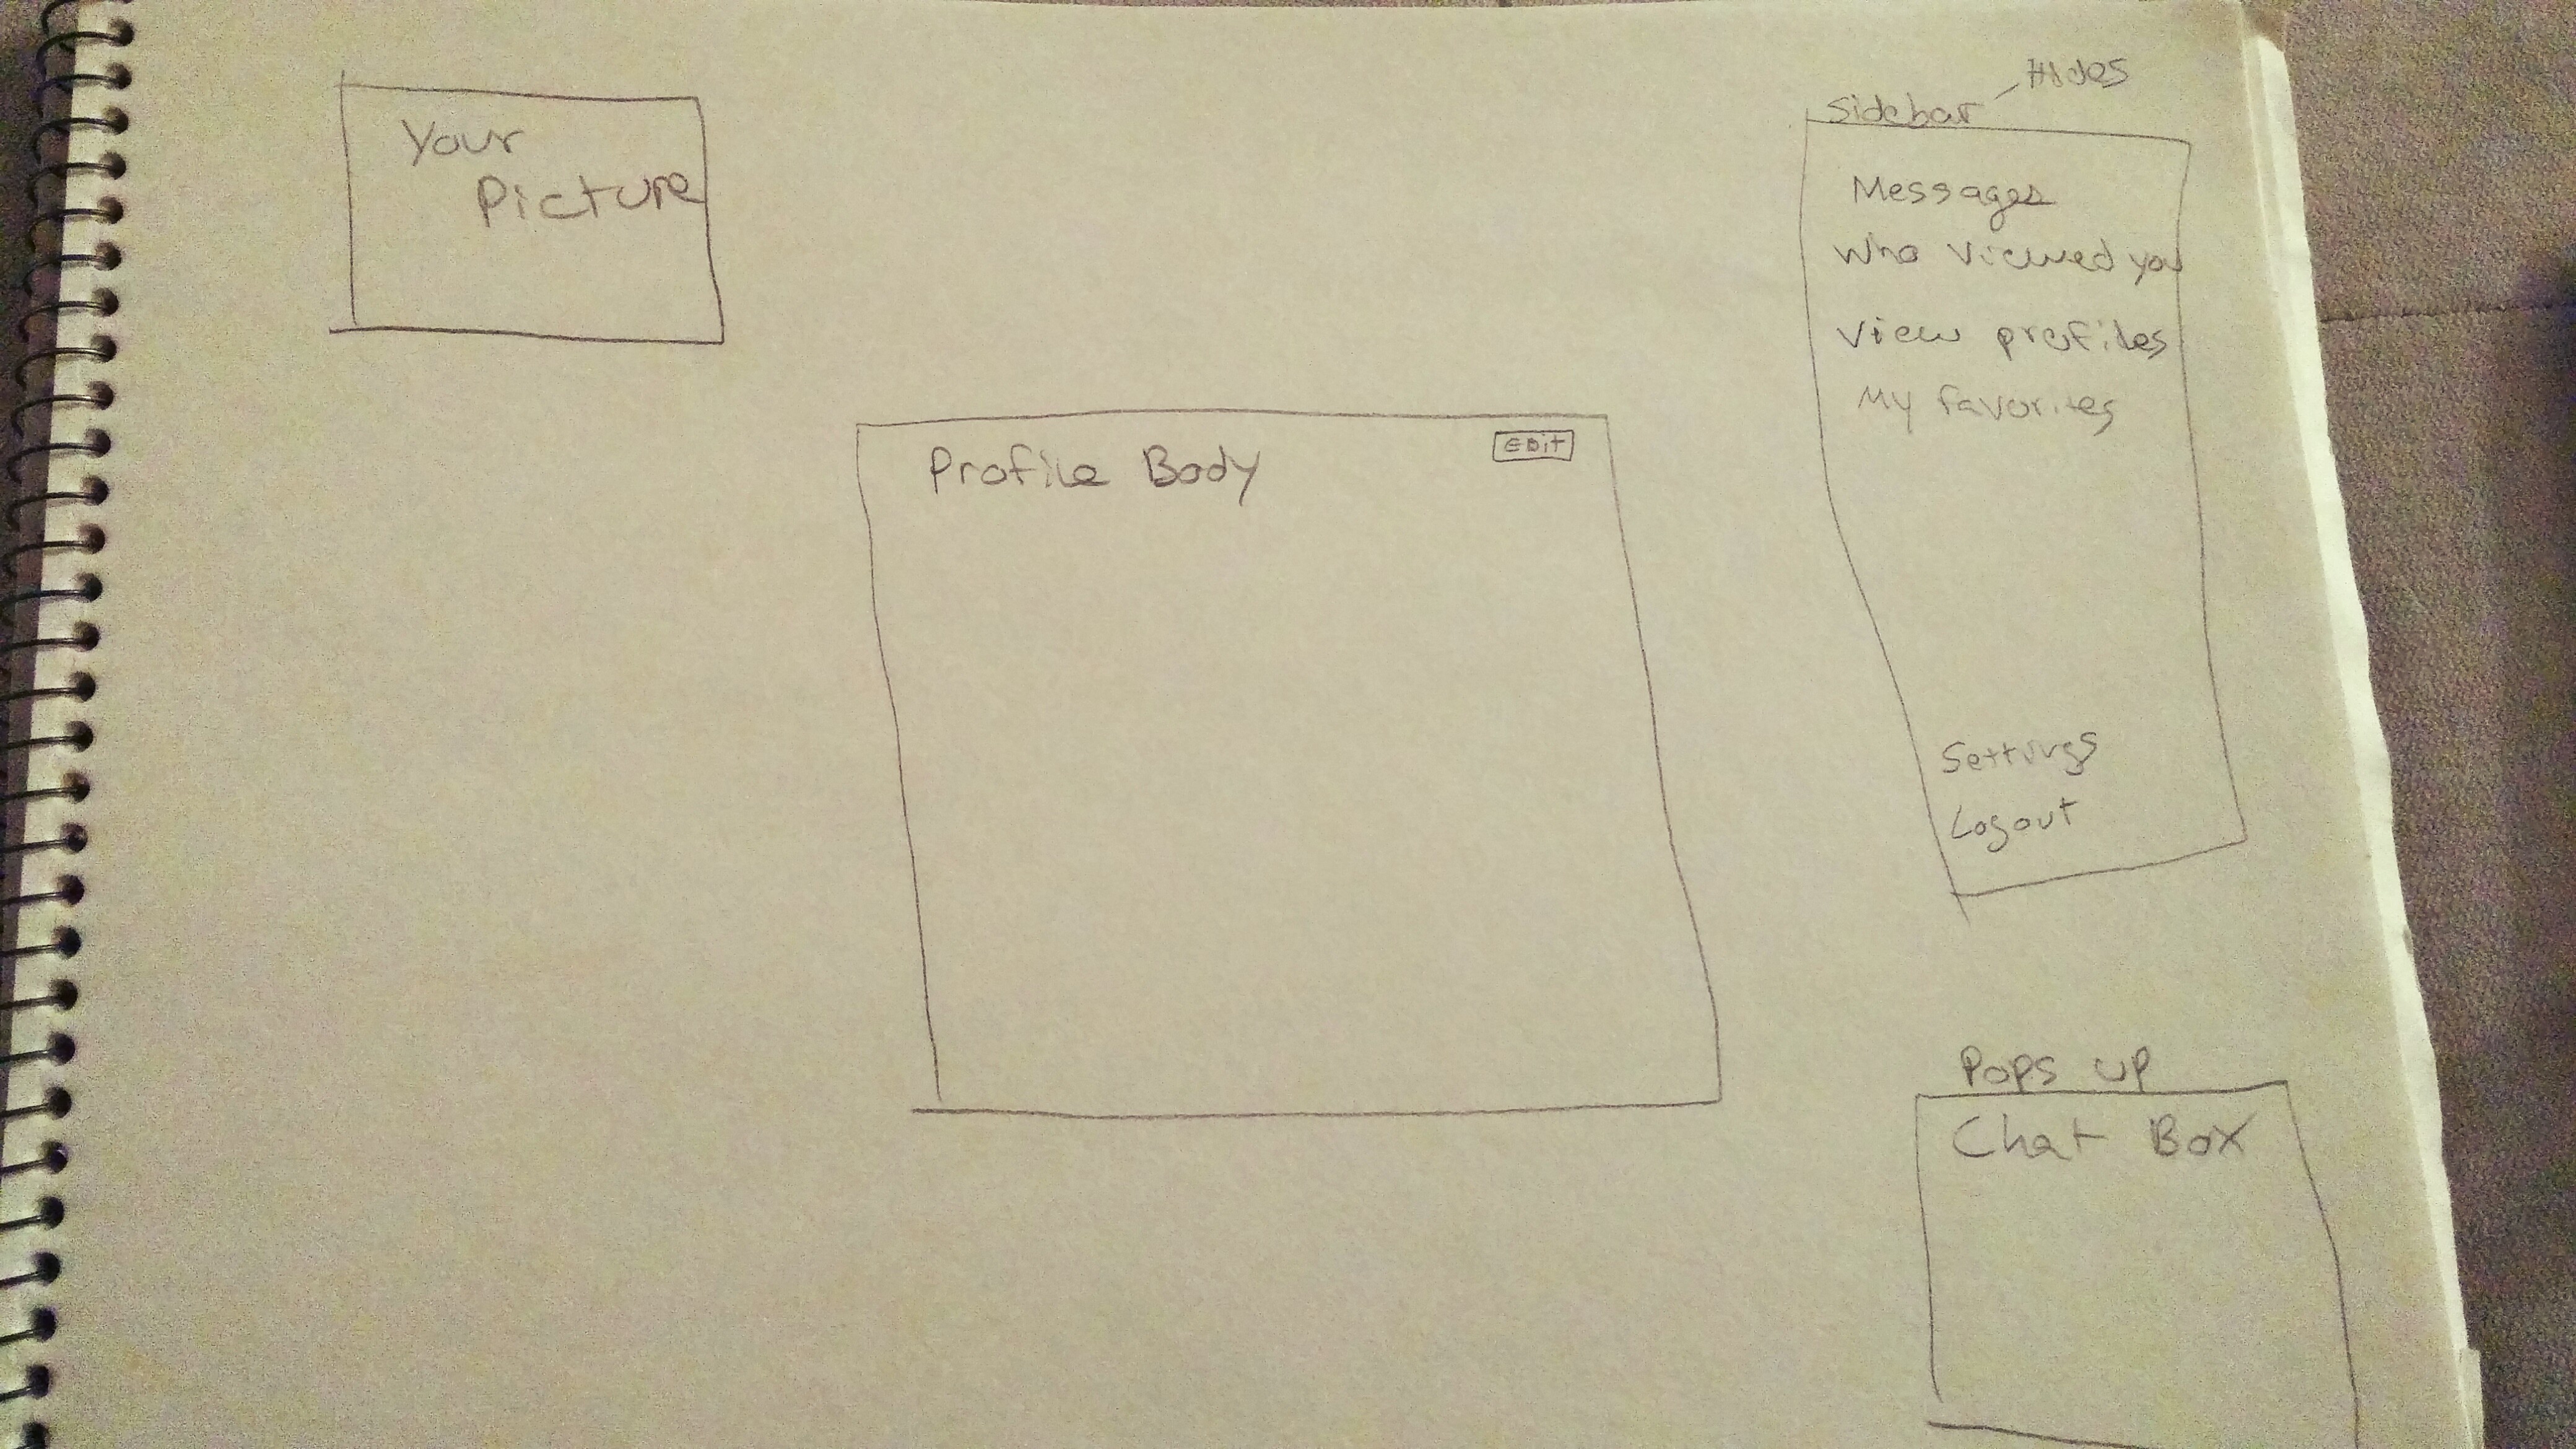 Your
Picture
Hides
Sidebar
Messages
Who viewed you
View profiles
My favorites
Settings
Logout
Profile Body
EDit
Pops up
Chat Box